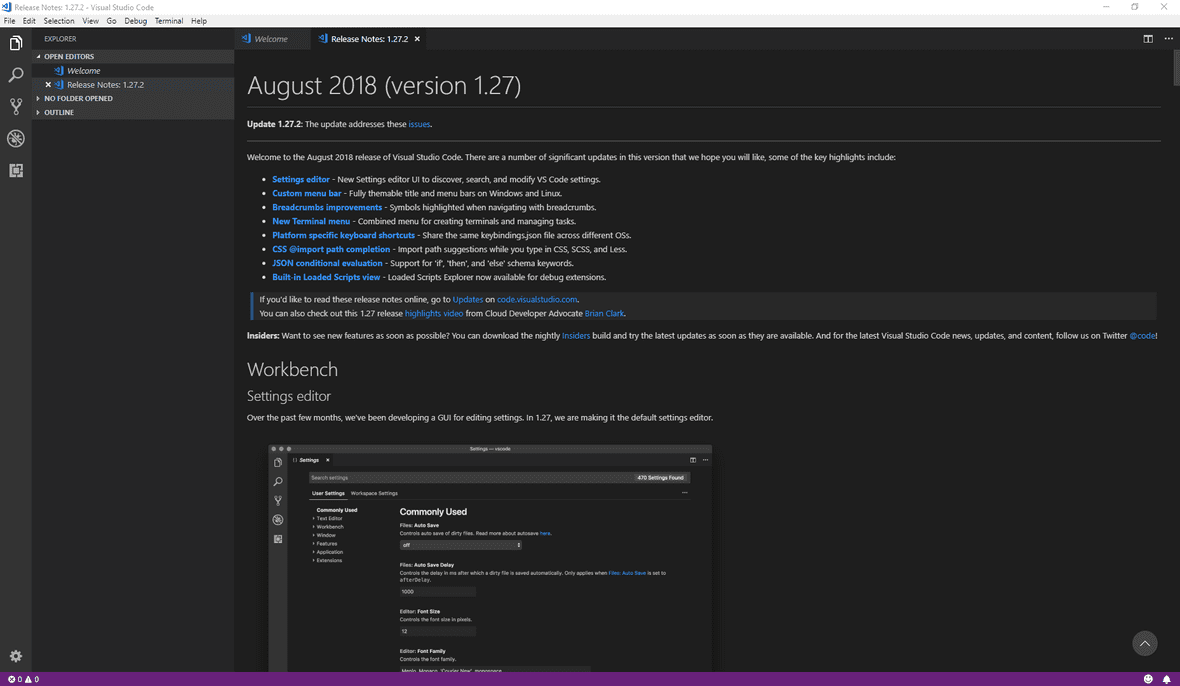 Release Notes: 1.27.2 - Visual Studio Code
File Edit Selection View Go Debug Terminal Help
EXPLORER
OPEN EDITORS
Welcome
Release Notes: 1.27.2
NO FOLDER OPENED
OUTLINE
Welcome
Release Notes: 1.27.2
August 2018 (version 1.27)
Update 1.27.2: The update addresses these issues.
Welcome to the August 2018 release of Visual Studio Code. There are a number of significant updates in this version that we hope you will like, some of the key highlights include:
Settings editor - New Settings editor UI to discover, search, and modify VS Code settings.
Custom menu bar - Fully themable title and menu bars on Windows and Linux.
Breadcrumbs improvements - Symbols highlighted when navigating with breadcrumbs.
New Terminal menu - Combined menu for creating terminals and managing tasks.
Platform specific keyboard shortcuts - Share the same keybindings.json file across different OSs.
CSS @import path completion - Import path suggestions while you type in CSS, SCSS, and Less.
JSON conditional evaluation - Support for 'if', 'then', and 'else' schema keywords.
Built-in Loaded Scripts view - Loaded Scripts Explorer now available for debug extensions.
If you'd like to read these release notes online, go to Updates on code.visualstudio.com.
You can also check out this 1.27 release highlights video from Cloud Developer Advocate Brian Clark.
Insiders: Want to see new features as soon as possible? You can download the nightly Insiders build and try the latest updates as soon as they are available. And for the latest Visual Studio Code news, updates, and content, follow us on Twitter @code!
Workbench
Settings editor
Over the past few months, we've been developing a GUI for editing settings. In 1.27, we are making it the default settings editor.
Settings — vscode
Settings
Search settings
470 Settings Found
User Settings Workspace Settings
Commonly Used
Text Editor
Workbench
Window
Features
Application
Extensions
Commonly Used
Files: Auto Save
Controls auto save of dirty files. Read more about autosave here.
off
Files: Auto Save Delay
Controls the delay in ms after which a dirty file is saved automatically. Only applies when Files: Auto Save is set to
afterDelay.
1000
Editor: Font Size
Controls the font size in pixels.
12
Editor: Font Family
Controls the font family.
Menlo, Monaco, 'Courier New', monospace
0 0